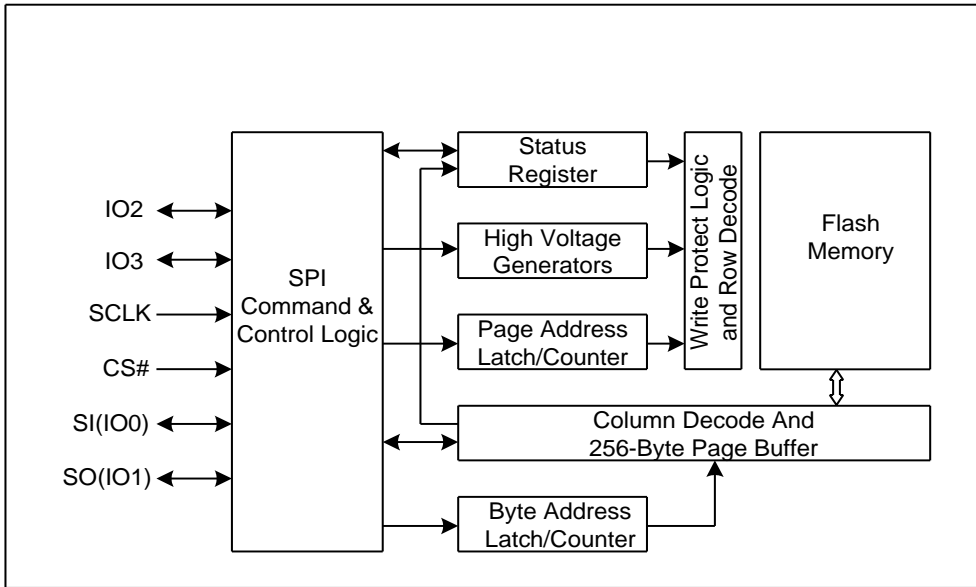 IO2
IO3
SCLK
CS#
SI(IO0)
SO(IO1)
SPI
Command &
Control Logic
Status
Register
High Voltage
Generators
Page Address
Latch/Counter
Write Protect Logic
and Row Decode
Flash
Memory
Column Decode And
256-Byte Page Buffer
Byte Address
Latch/Counter